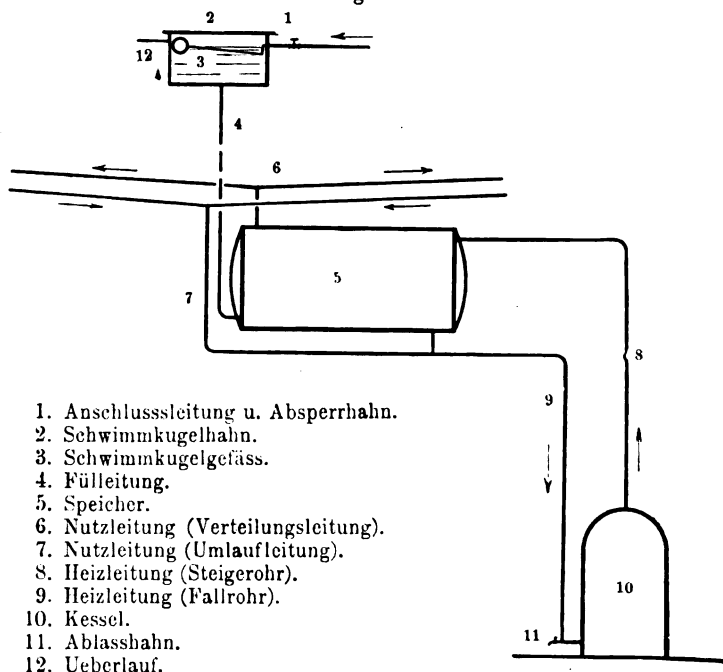 2
1
12
3
4
6
5
7
8
9
10
11
1. Anschlusssleitung u. Absperrhahn.
2. Schwimmkugelhahn.
3. Schwimmkugelgefäss.
4. Fülleitung.
5. Speicher.
6. Nutzleitung (Verteilungsleitung).
7. Nutzleitung (Umlaufleitung).
8. Heizleitung (Steigerohr).
9. Heizleitung (Fallrohr).
10. Kessel.
11. Ablasshahn.
12. Ueberlauf.